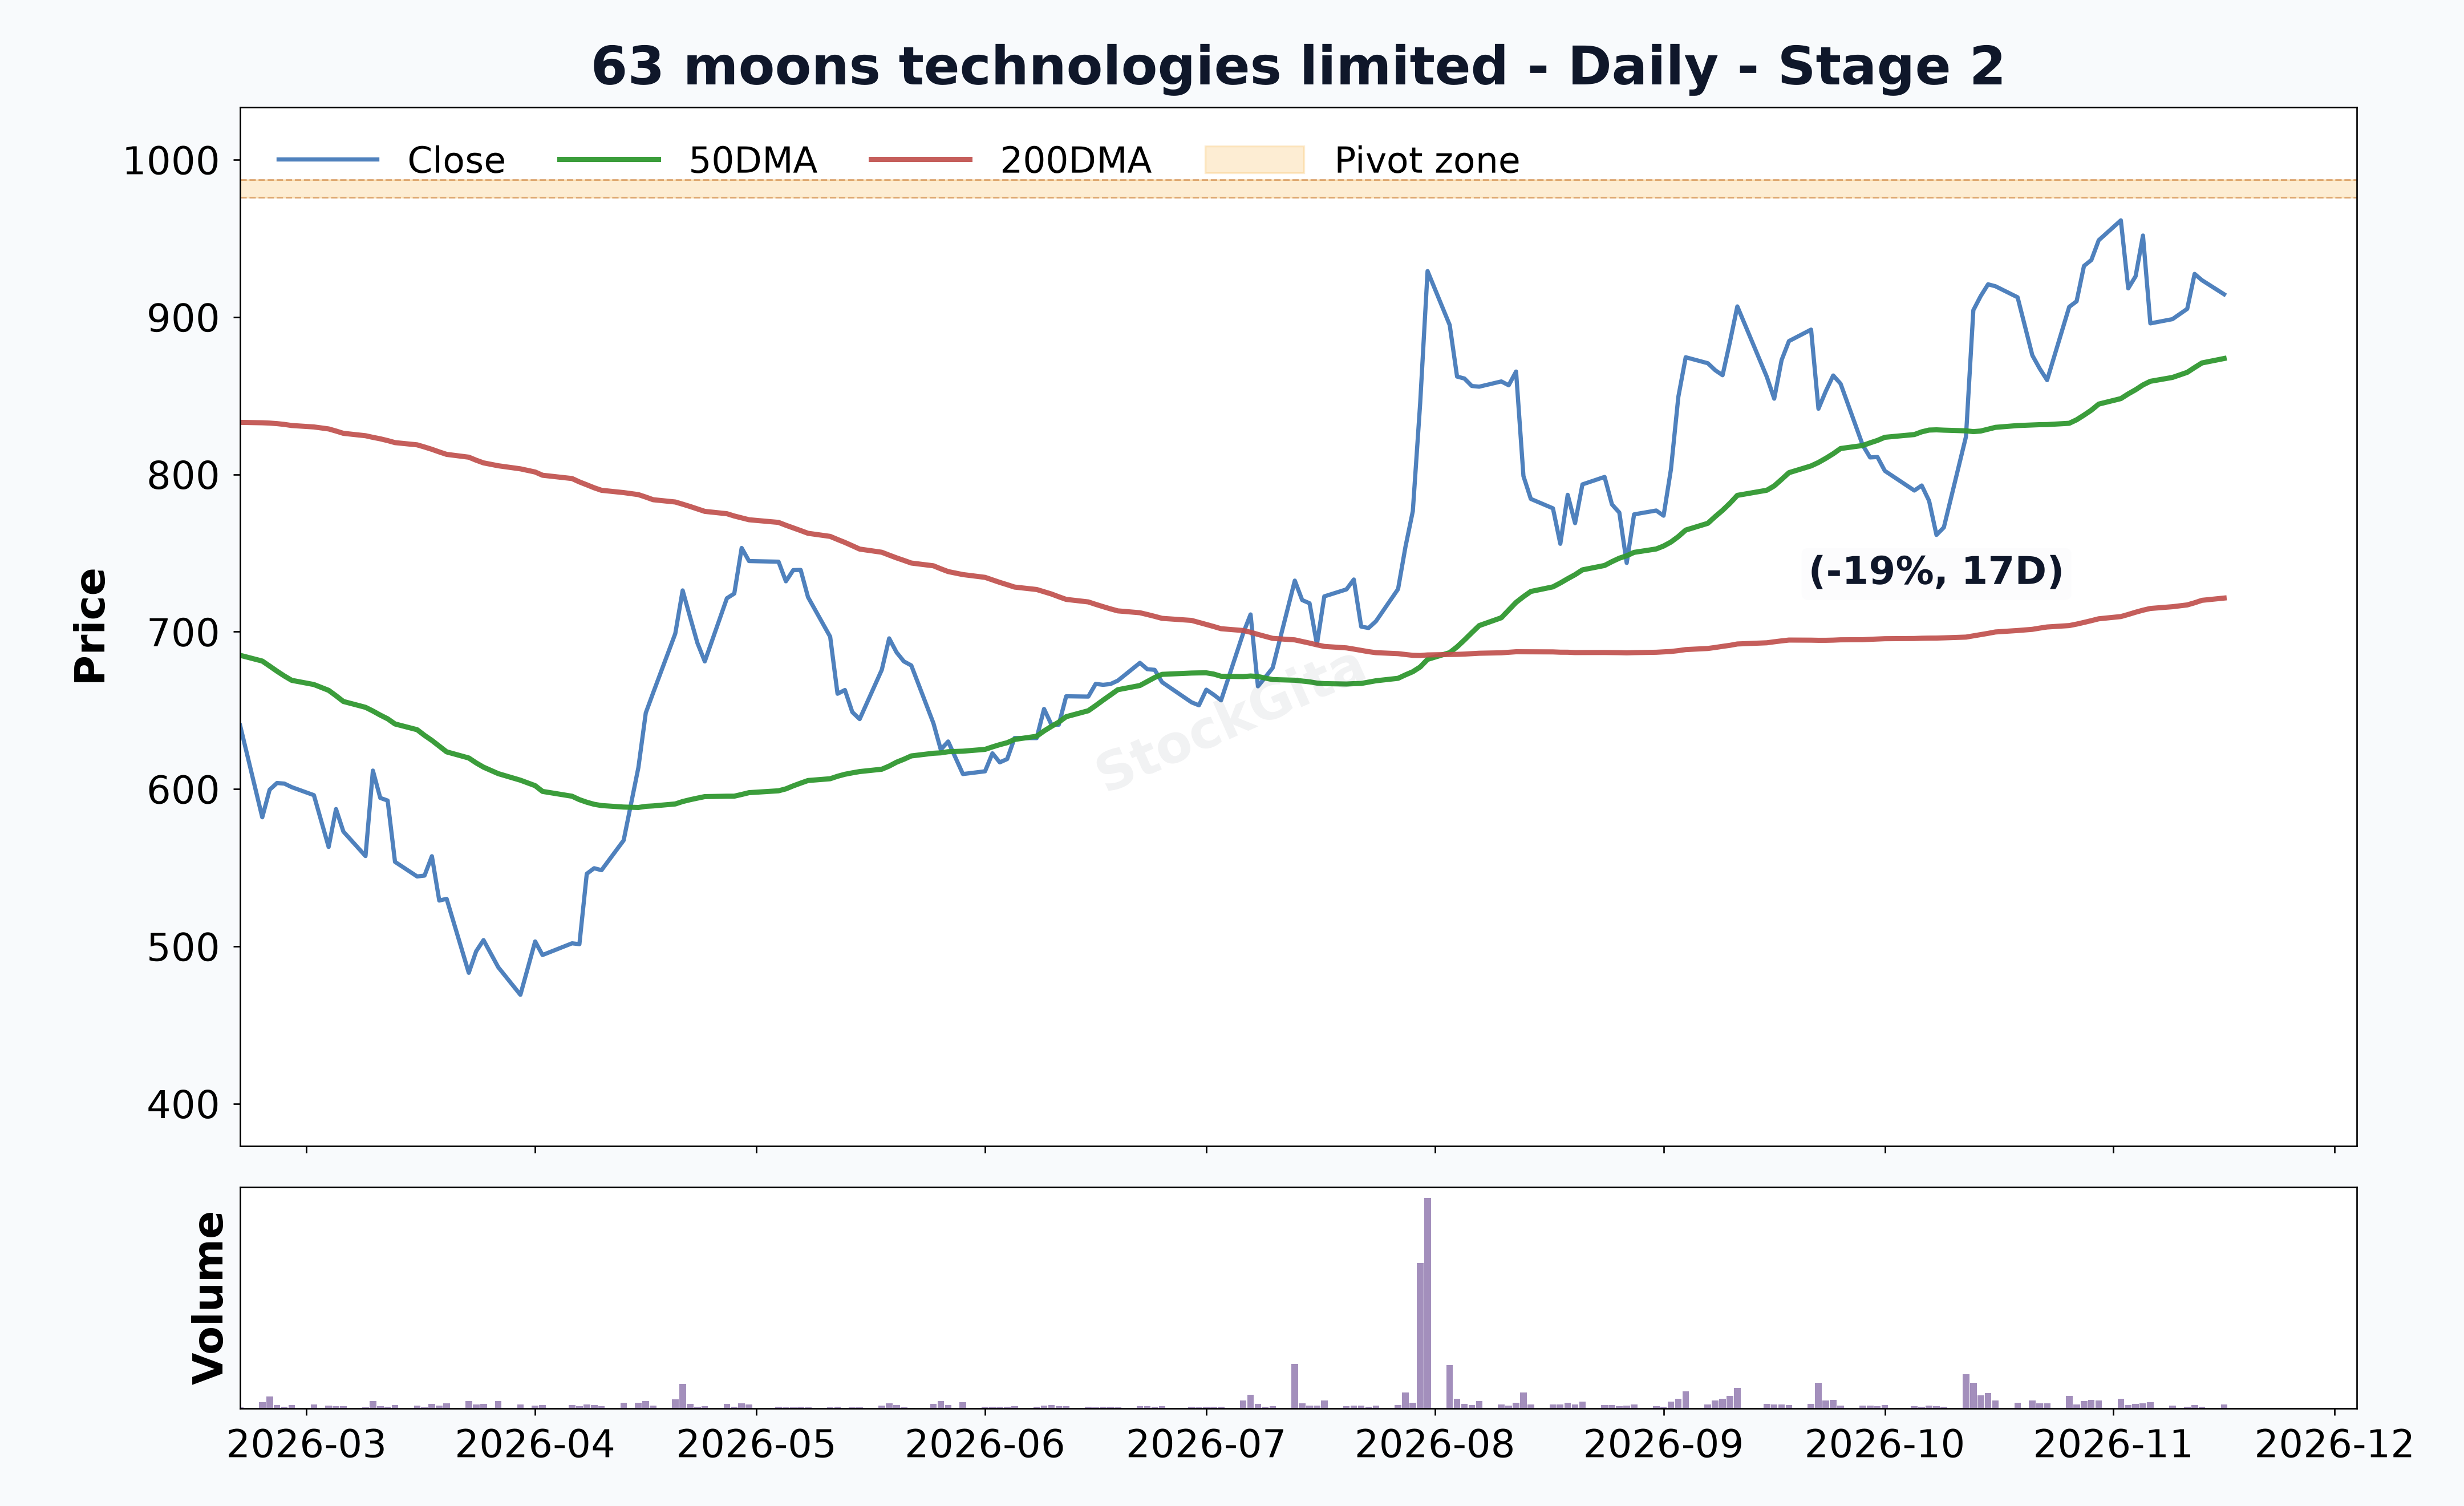 63 moons technologies limited - Daily - Stage 2
Close 50DMA 200DMA Pivot zone
1000
900
800
700
600
500
400
Price
(-19%, 17D)
StockGita
Volume
2026-03 2026-04 2026-05 2026-06 2026-07 2026-08 2026-09 2026-10 2026-11 2026-12